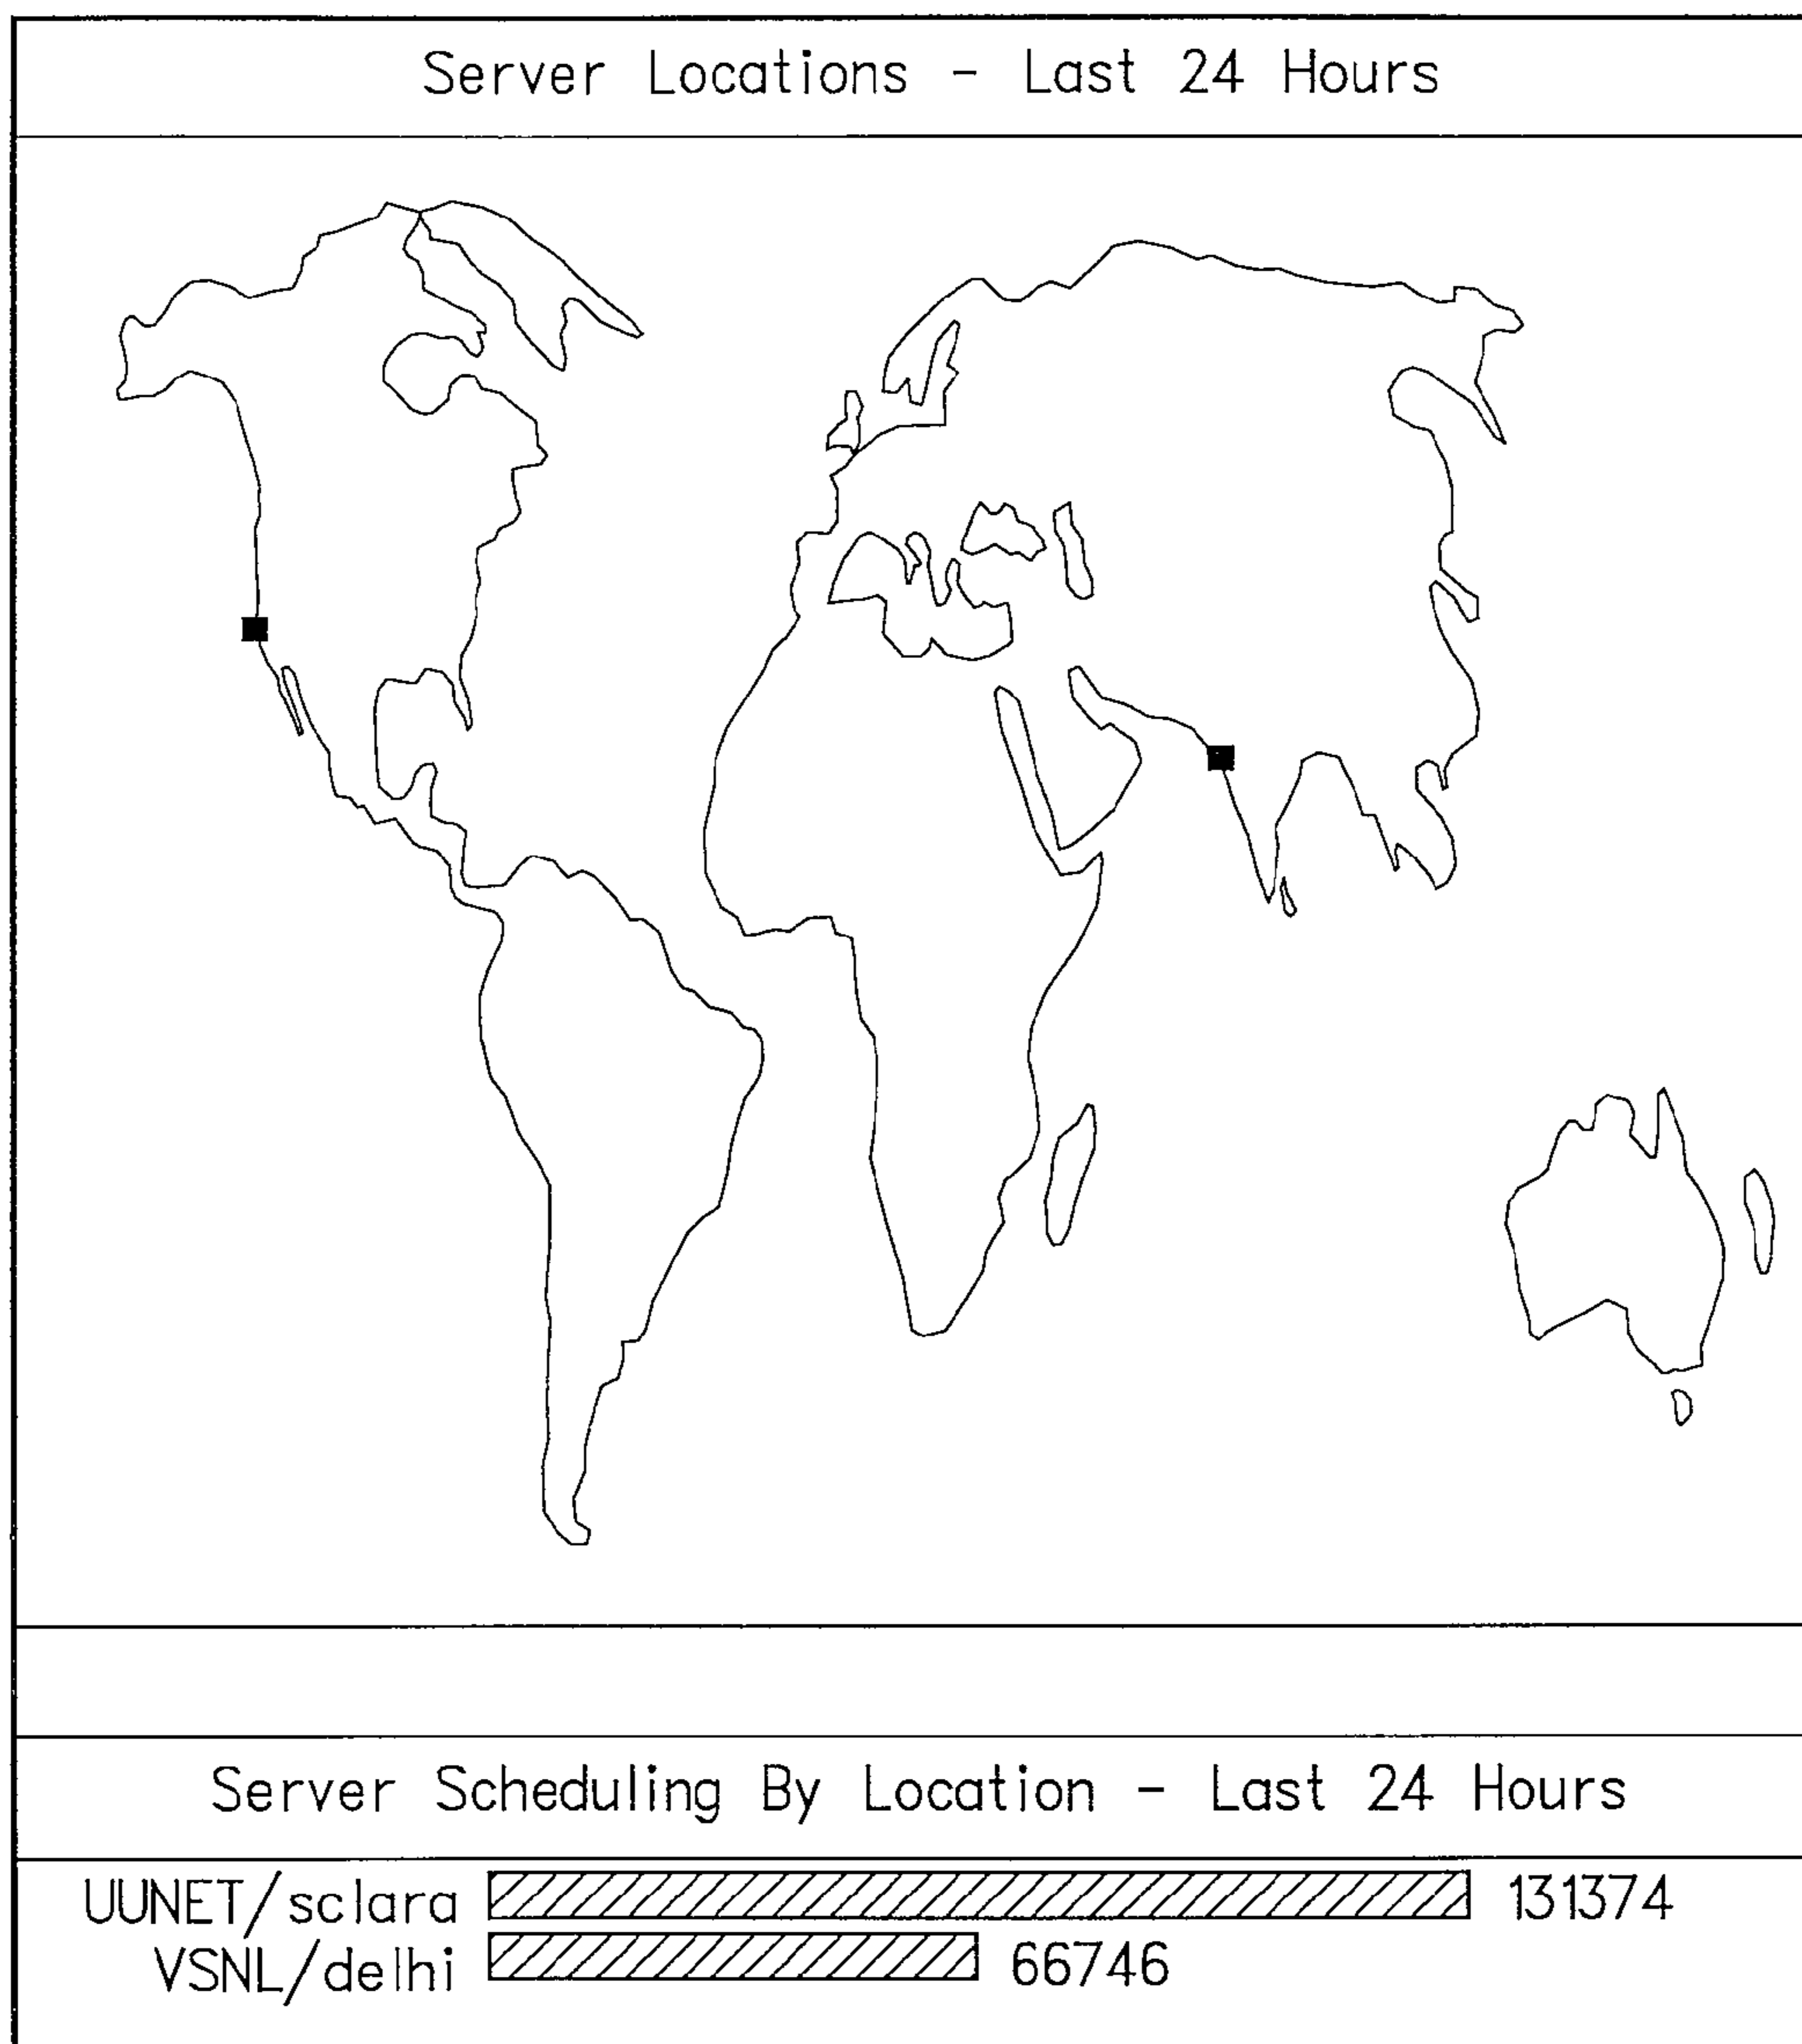 Server Locations - Last 24 Hours
Server Scheduling By Location - Last 24 Hours
UUNET/sclara 131374
VSNL/delhi 66746